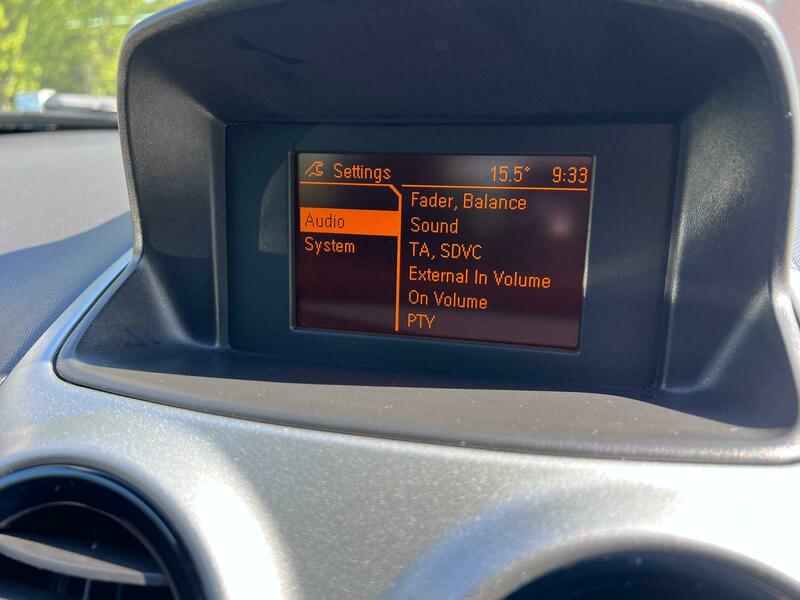 Settings 15.5° 9:33
Audio
System
Fader, Balance
Sound
TA, SDVC
External In Volume
On Volume
PTY